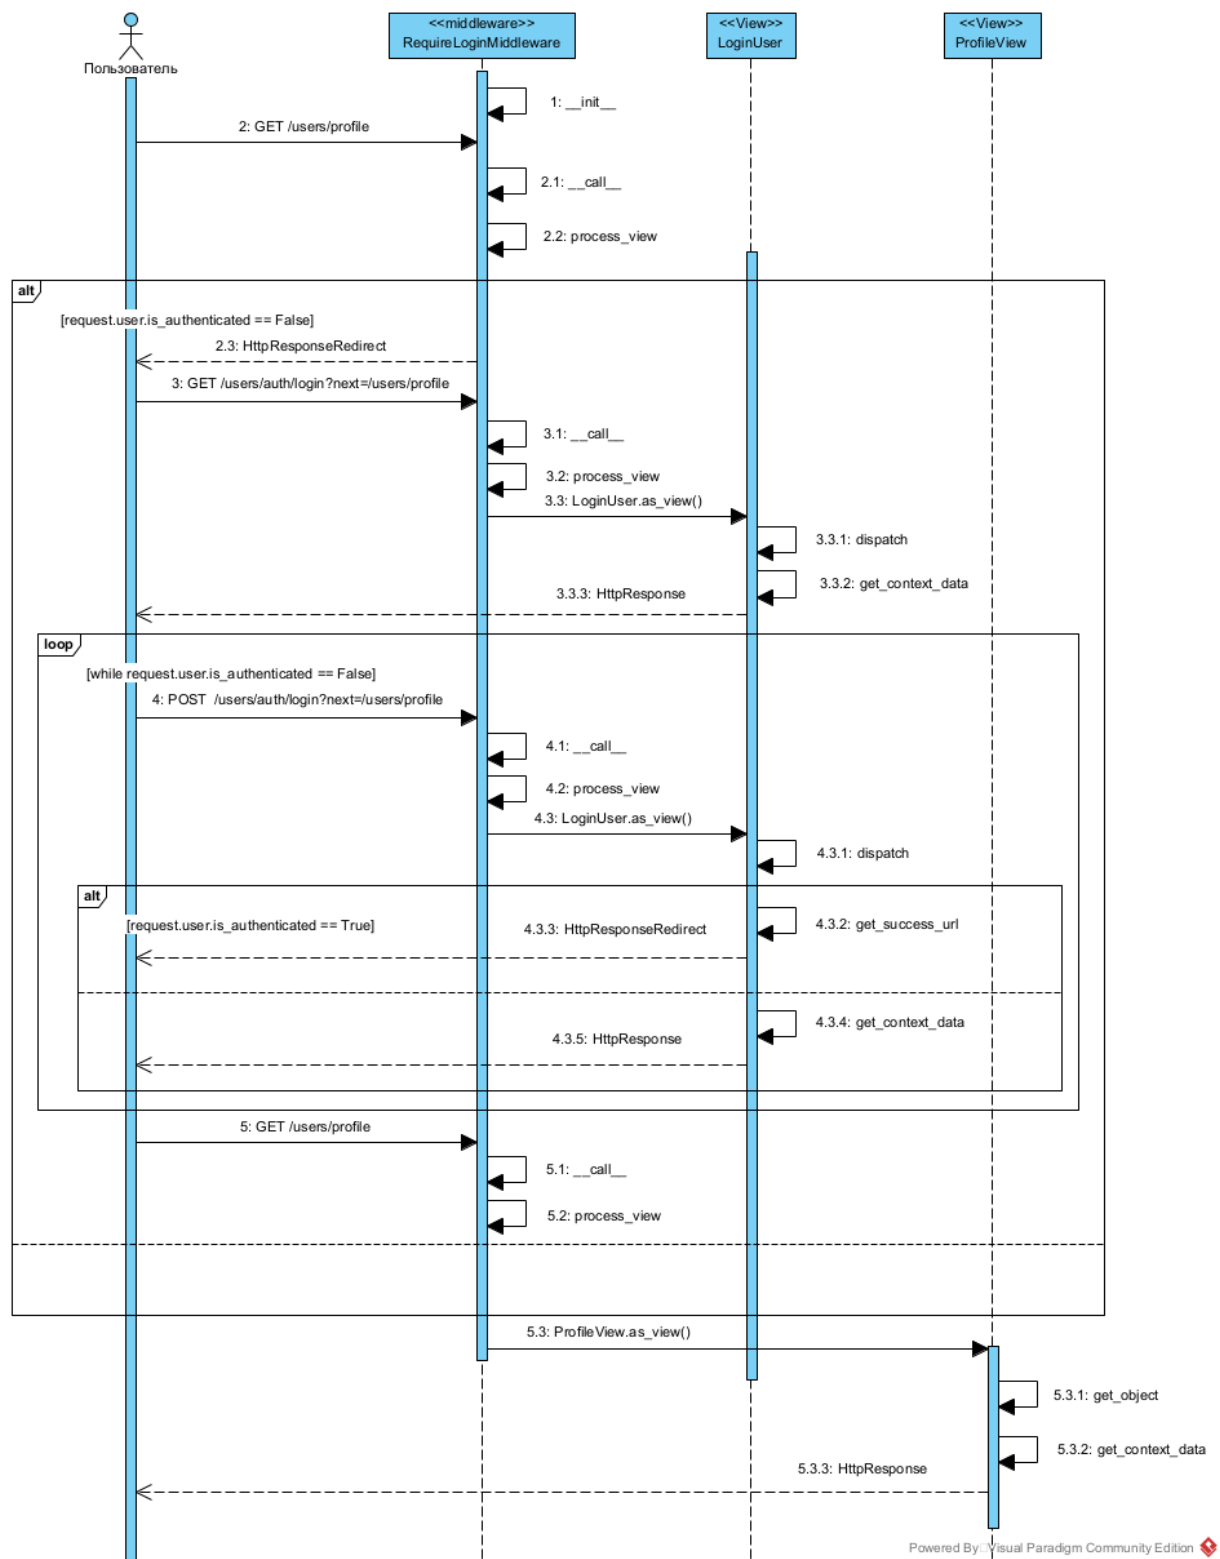 <<middleware>>
RequireLoginMiddleware
<<View>>
LoginUser
<<View>>
ProfileView
Пользователь
1: __init__
2: GET /users/profile
2.1: __call__
2.2: process_view
alt
[request.user.is_authenticated == False]
2.3: HttpResponseRedirect
3: GET /users/auth/login?next=/users/profile
3.1: __call__
3.2: process_view
3.3: LoginUser.as_view()
3.3.1: dispatch
3.3.2: get_context_data
3.3.3: HttpResponse
loop
[while request.user.is_authenticated == False]
4: POST  /users/auth/login?next=/users/profile
4.1: __call__
4.2: process_view
4.3: LoginUser.as_view()
4.3.1: dispatch
alt
[request.user.is_authenticated == True]
4.3.3: HttpResponseRedirect
4.3.2: get_success_url
4.3.4: get_context_data
4.3.5: HttpResponse
5: GET /users/profile
5.1: __call__
5.2: process_view
5.3: ProfileView.as_view()
5.3.1: get_object
5.3.2: get_context_data
5.3.3: HttpResponse
Powered By Visual Paradigm Community Edition